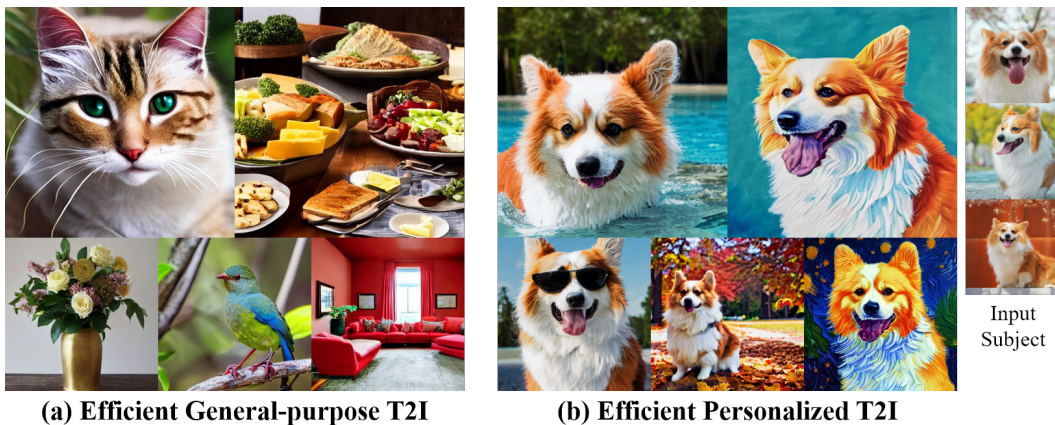 Input
Subject
(a) Efficient General-purpose T2I
(b) Efficient Personalized T2I